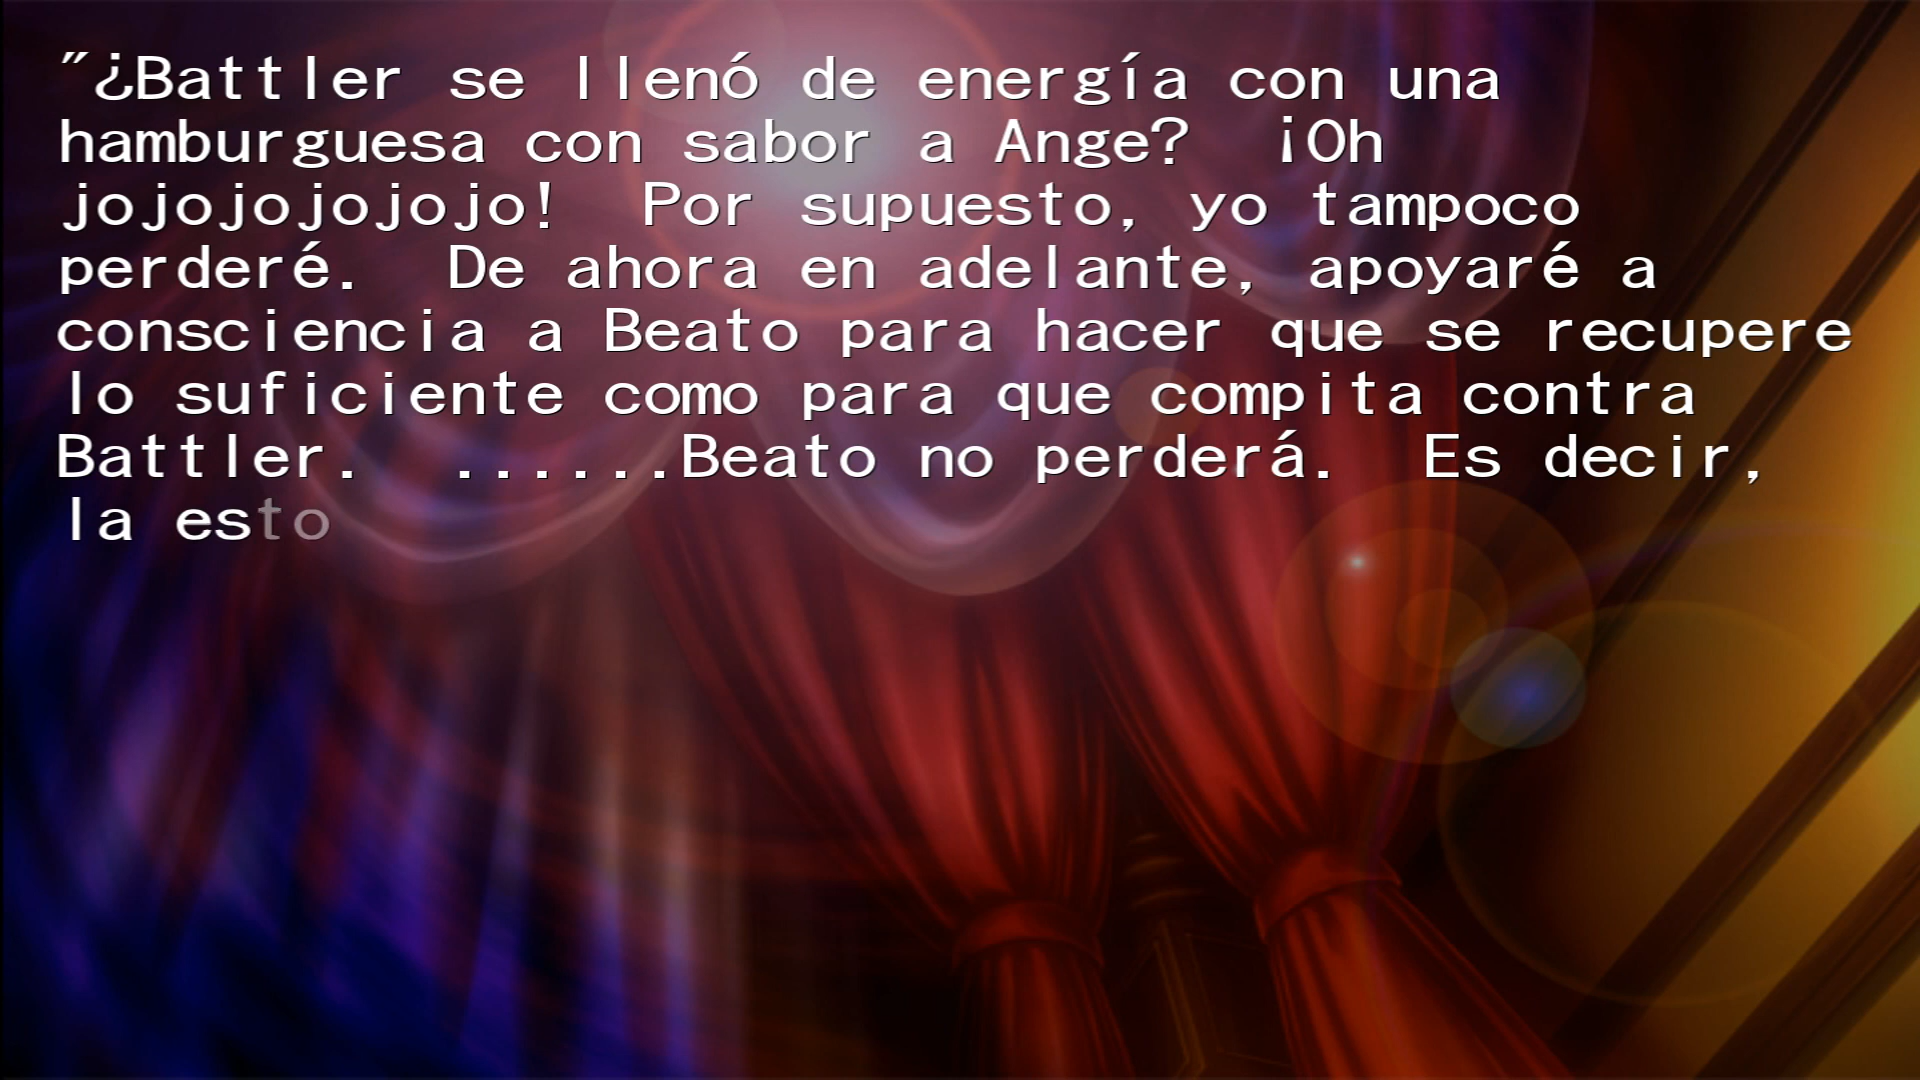 "¿Battler se llenó de energía con una
hamburguesa con sabor a Ange?  ¡Oh
jojojojojojo!  Por supuesto, yo tampoco
perderé.  De ahora en adelante, apoyaré a
consciencia a Beato para hacer que se recupere
lo suficiente como para que compita contra
Battler.  ......Beato no perderá.  Es decir,
la esto